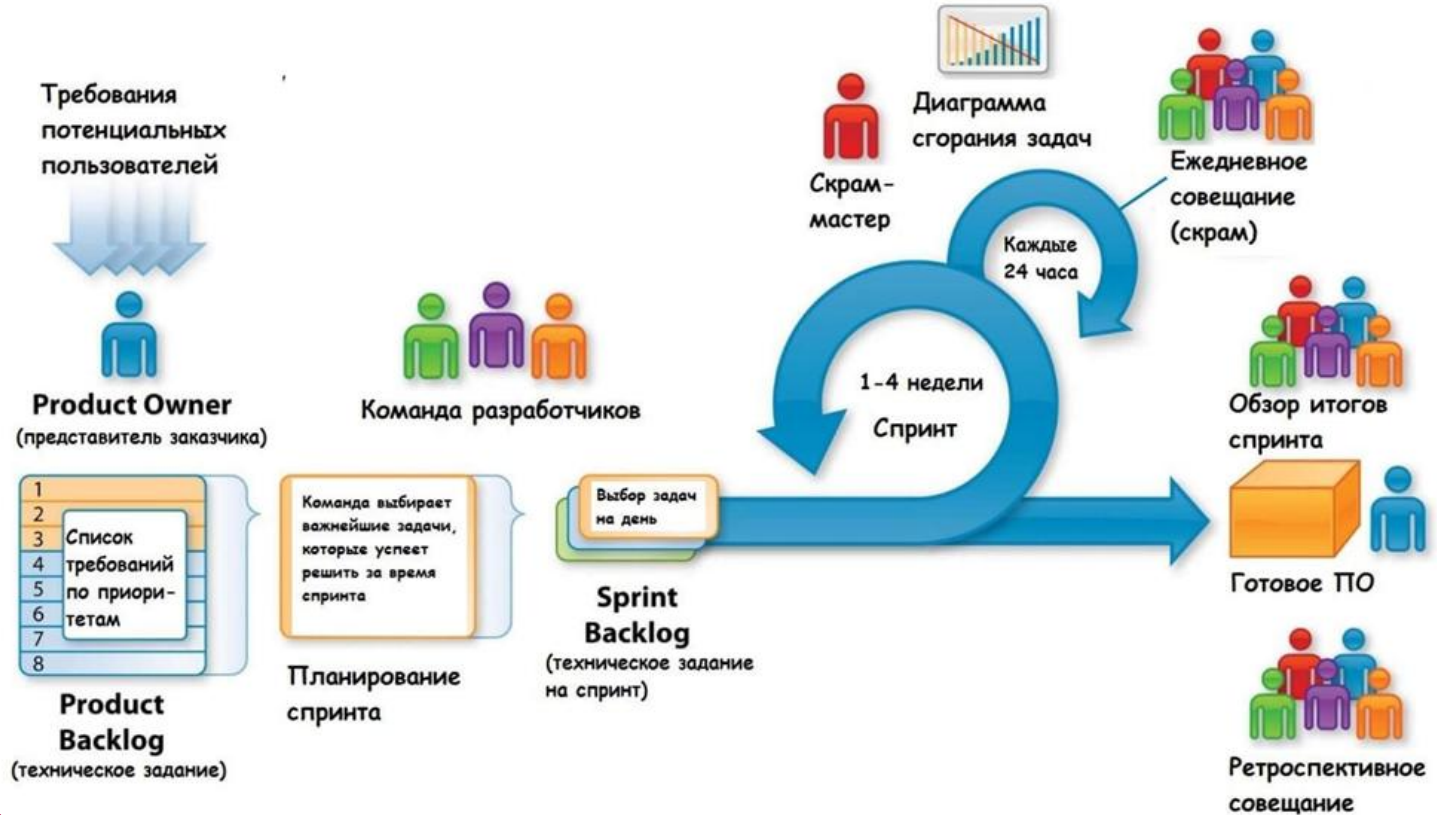 Требования
потенциальных
пользователей
Product Owner
(представитель заказчика)
1
2
3
4
5
6
7
8
Список
требований
по приори-
тетам
Product
Backlog
(техническое задание)
Команда разработчиков
Команда выбирает
важнейшие задачи,
которые успеет
решить за время
спринта
Планирование
спринта
Выбор задач
на день
Sprint
Backlog
(техническое задание
на спринт)
Скрам-
мастер
Диаграмма
сгорания задач
Каждые
24 часа
Ежедневное
совещание
(скрам)
1-4 недели
Спринт
Обзор итогов
спринта
Готовое ПО
Ретроспективное
совещание